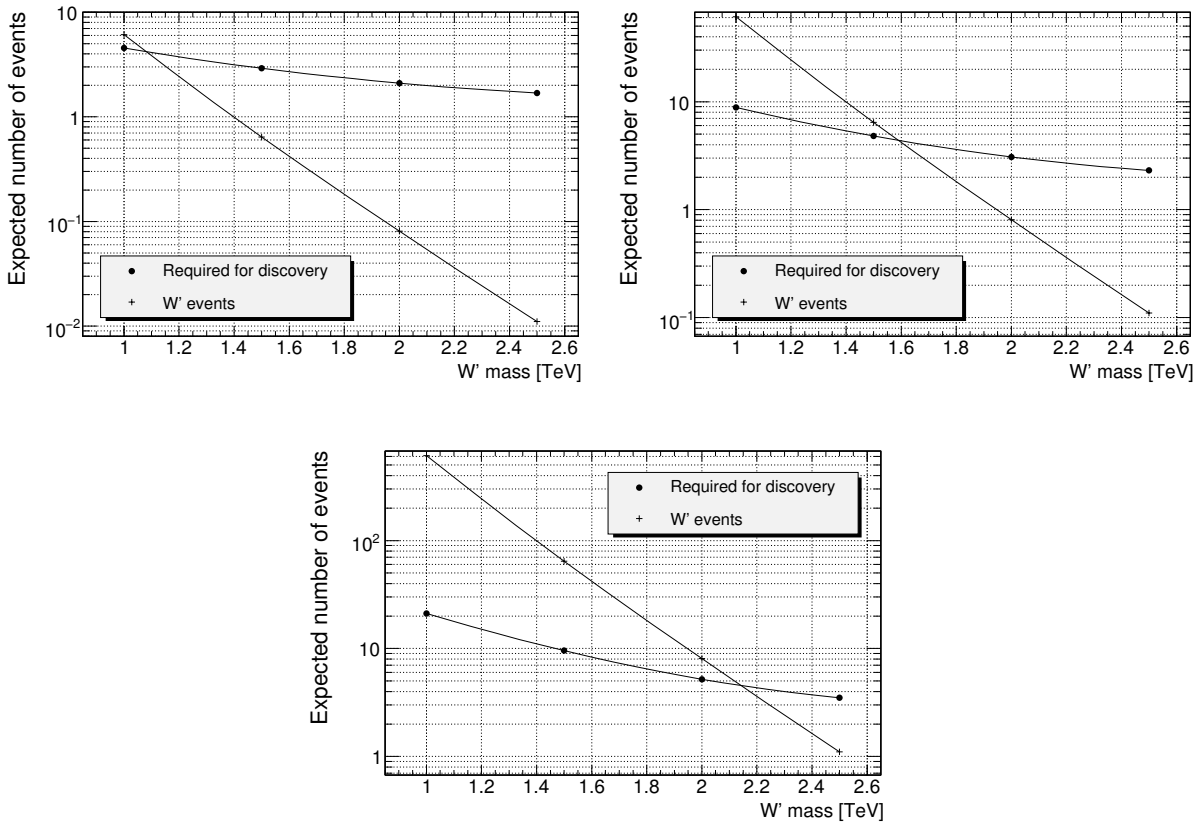 Expected number of events
10
1
10⁻¹
10⁻²
Required for discovery
W' events
1 1.2 1.4 1.6 1.8 2 2.2 2.4 2.6
W' mass [TeV]
Expected number of events
10
1
10⁻¹
Required for discovery
W' events
1 1.2 1.4 1.6 1.8 2 2.2 2.4 2.6
W' mass [TeV]
Expected number of events
10²
10
1
Required for discovery
W' events
1 1.2 1.4 1.6 1.8 2 2.2 2.4 2.6
W' mass [TeV]